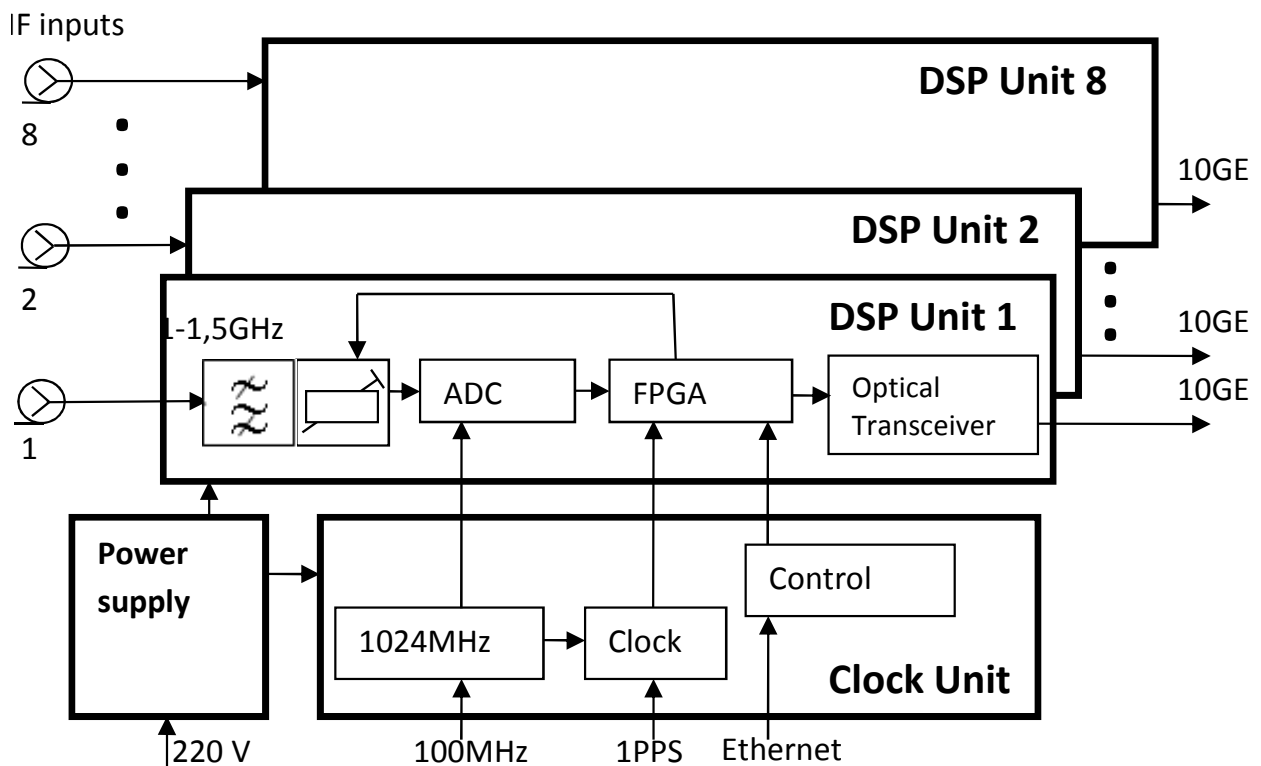 IF inputs
DSP Unit 8
8
10GE
DSP Unit 2
2
10GE
DSP Unit 1
1-1,5GHz
10GE
ADC
FPGA
Optical
Transceiver
1
Power
supply
Control
1024MHz
Clock
Clock Unit
220 V
100MHz
1PPS
Ethernet